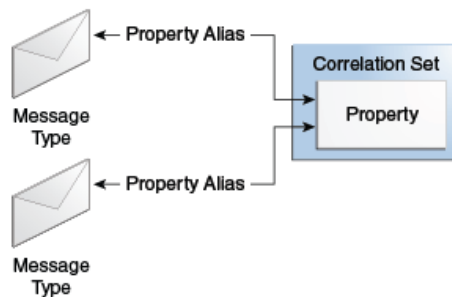 Property Alias
Correlation Set
Property
Message
Type
Property Alias
Message
Type